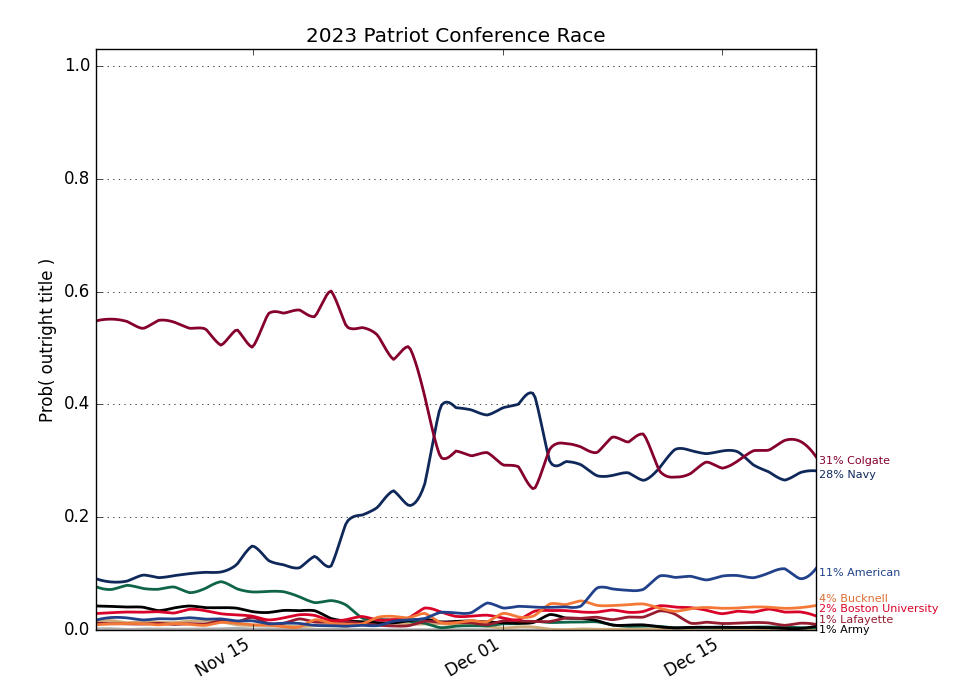 2023 Patriot Conference Race
Prob( outright title )
1.0
0.8
0.6
0.4
0.2
0.0
Nov 15
Dec 01
Dec 15
31% Colgate
28% Navy
11% American
4% Bucknell
2% Boston University
1% Lafayette
1% Army